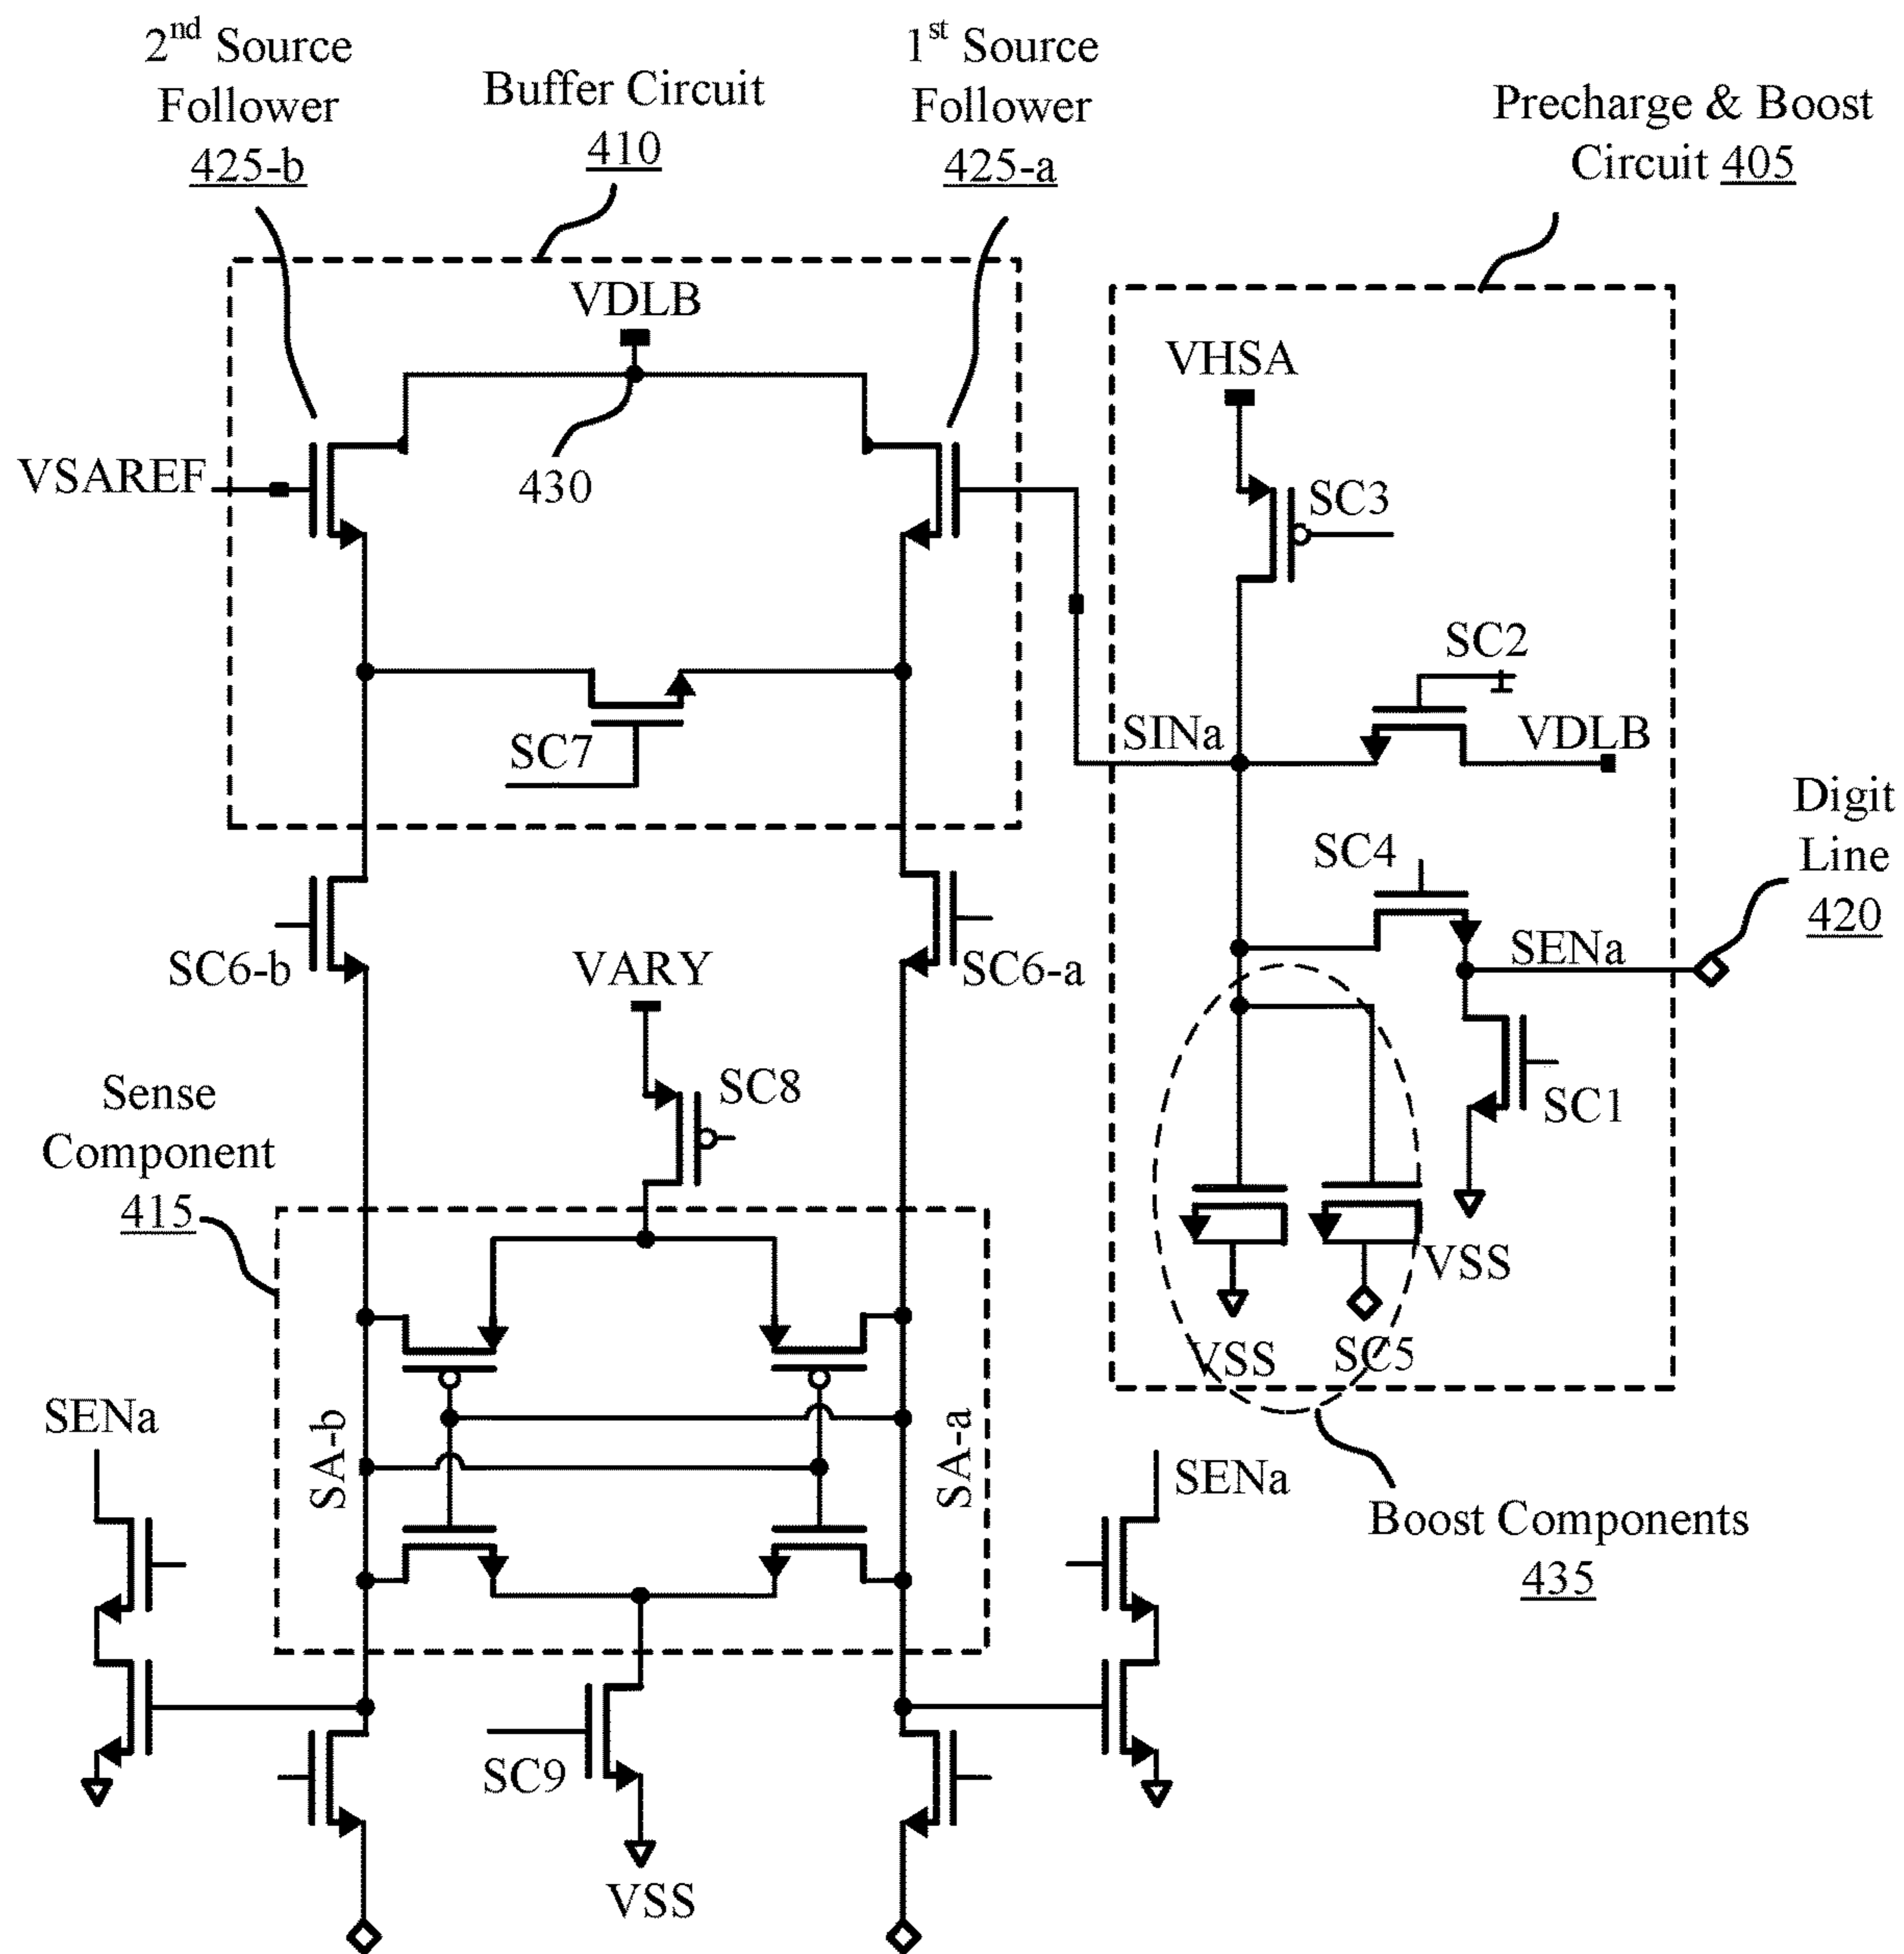 2nd Source
Follower
425-b
Buffer Circuit
410
1st Source
Follower
425-a
Precharge & Boost
Circuit 405
VDLB
VHSA
VSAREF
430
SC3
SC2
SC7
SINa
VDLB
Digit
Line
420
SC4
SENa
SC6-b
VARY
SC6-a
SC8
SC1
Sense
Component
415
VSS
VSS
SC5
SENa
SA-b
SA-a
SENa
Boost Components
435
SC9
VSS